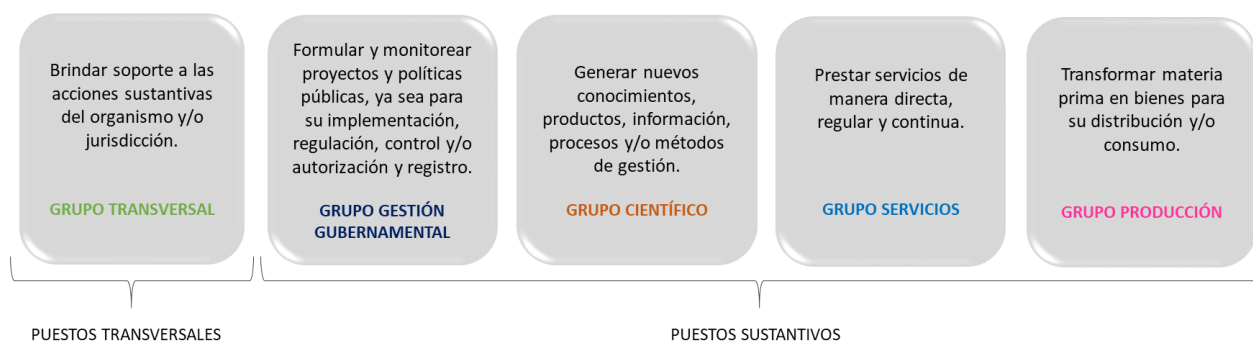 Brindar soporte a las
acciones sustantivas
del organismo y/o
jurisdicción.
GRUPO TRANSVERSAL
Formular y monitorear
proyectos y políticas
públicas, ya sea para
su implementación,
regulación, control y/o
autorización y registro.
GRUPO GESTIÓN
GUBERNAMENTAL
Generar nuevos
conocimientos,
productos, información,
procesos y/o métodos
de gestión.
GRUPO CIENTÍFICO
Prestar servicios de
manera directa,
regular y continua.
GRUPO SERVICIOS
Transformar materia
prima en bienes para
su distribución y/o
consumo.
GRUPO PRODUCCIÓN
PUESTOS TRANSVERSALES
PUESTOS SUSTANTIVOS